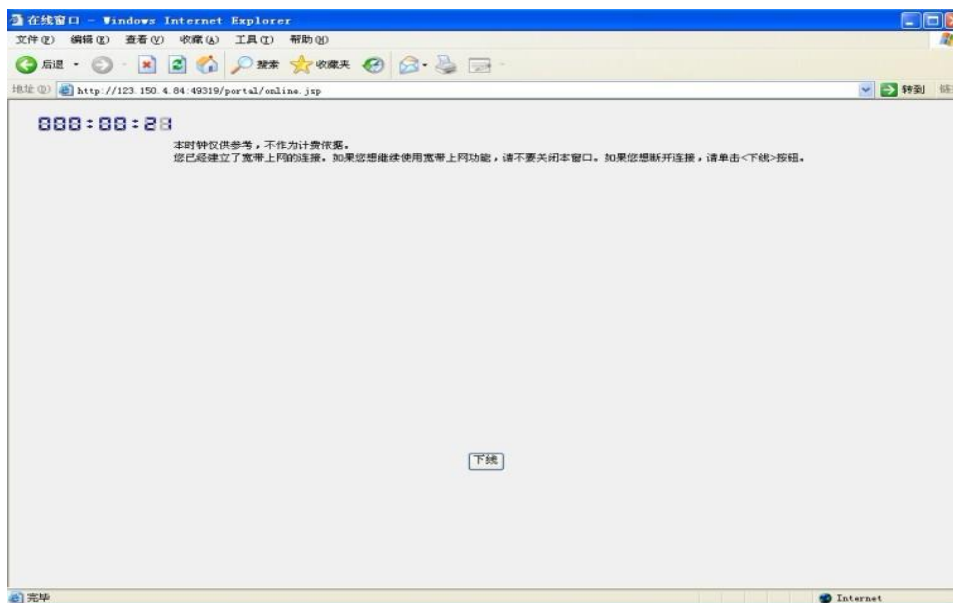 在线窗口 - Windows Internet Explorer
文件(F) 编辑(E) 查看(V) 收藏(A) 工具(T) 帮助(H)
后退 搜索 收藏夹
地址(D) http://123.150.4.84:49319/portal/online.jsp 转到
000:00:21
本时钟仅供参考，不作为计费依据。
您已经建立了宽带上网的连接。如果您想继续使用宽带上网功能，请不要关闭本窗口。如果您想断开连接，请单击<下线>按钮。
下线
完毕 Internet